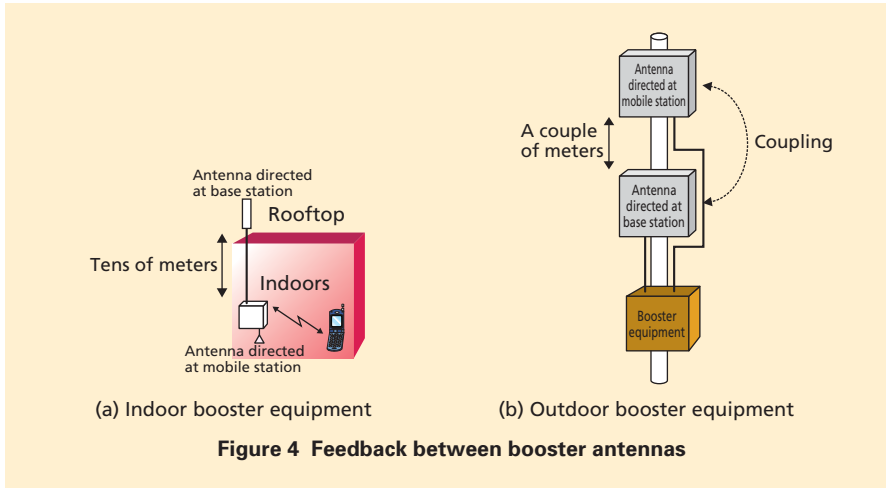 Antenna directed
at base station
Rooftop
Tens of meters
Indoors
Antenna directed
at mobile station
(a) Indoor booster equipment
Antenna
directed at
mobile station
A couple
of meters
Coupling
Antenna
directed at
base station
Booster
equipment
(b) Outdoor booster equipment
Figure 4 Feedback between booster antennas